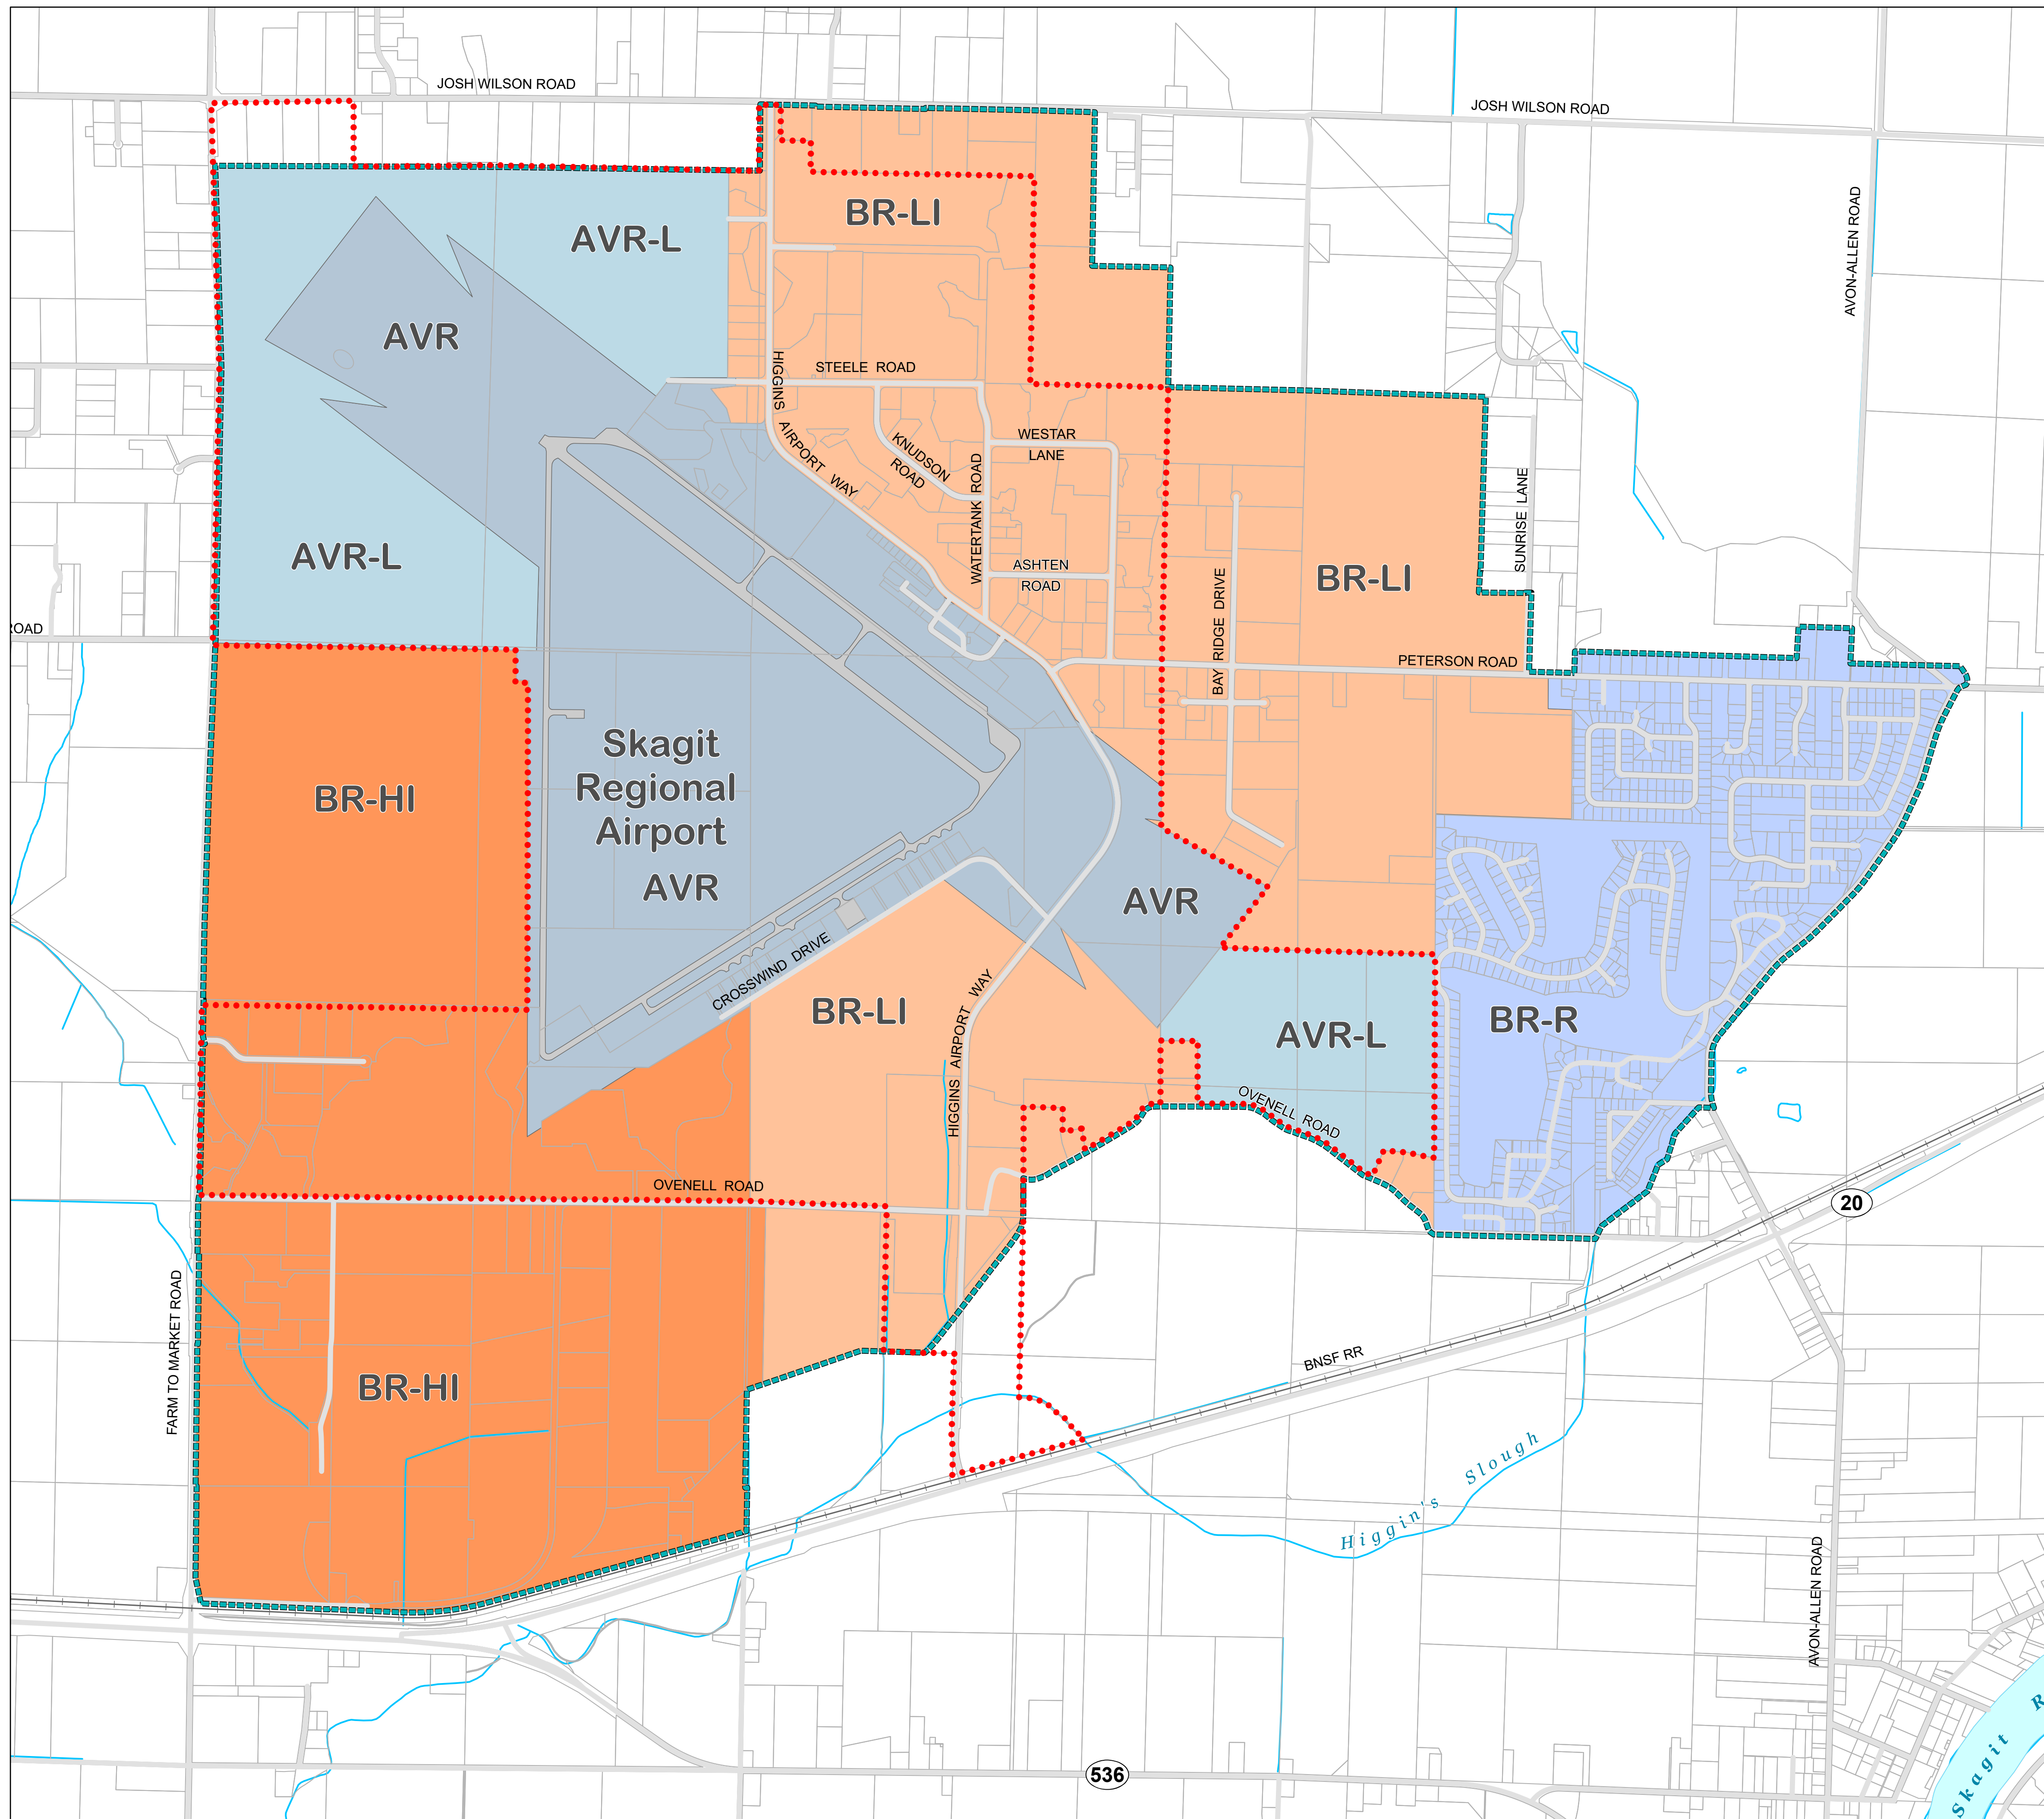 JOSH WILSON ROAD
JOSH WILSON ROAD
AVON-ALLEN ROAD
BR-LI
AVR-L
AVR
STEELE ROAD
HIGGINS AIRPORT WAY
KNUDSON
ROAD
WESTAR
LANE
WATERTANK ROAD
SUNRISE LANE
AVR-L
ASHTEN
ROAD
BR-LI
BAY RIDGE DRIVE
ROAD
PETERSON ROAD
Skagit
Regional
Airport
AVR
BR-HI
AVR
CROSSWIND DRIVE
BR-LI
HIGGINS AIRPORT WAY
AVR-L
BR-R
OVENELL ROAD
OVENELL ROAD
20
FARM TO MARKET ROAD
BR-HI
BNSF RR
Higgin's Slough
AVON-ALLEN ROAD
Skagit R
536